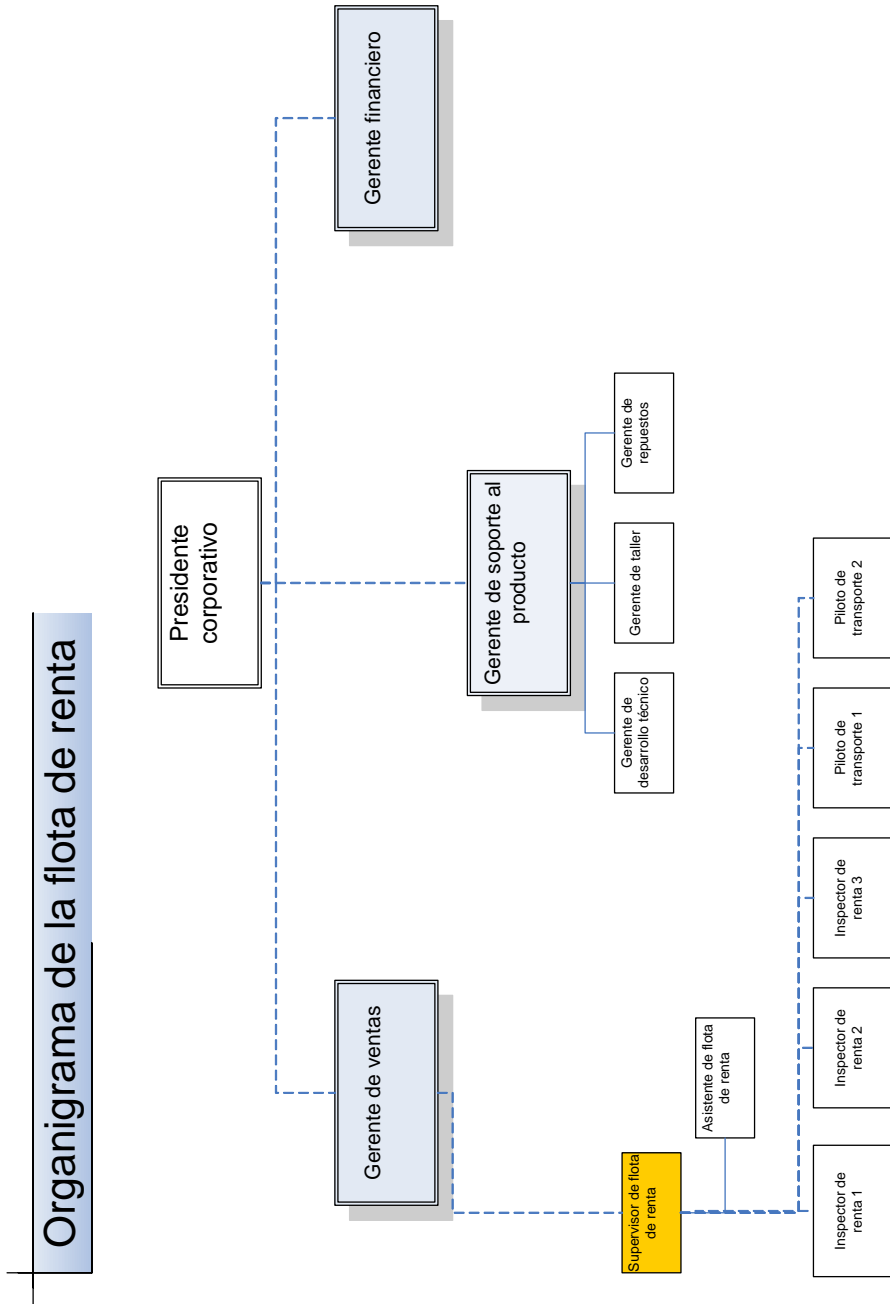 Organigrama de la flota de renta
Presidente
corporativo
Gerente de ventas
Gerente de soporte al
producto
Gerente financiero
Gerente de
desarrollo técnico
Gerente de taller
Gerente de
repuestos
Supervisor de flota
de renta
Asistente de flota
de renta
Inspector de
renta 1
Inspector de
renta 2
Inspector de
renta 3
Piloto de
transporte 1
Piloto de
transporte 2